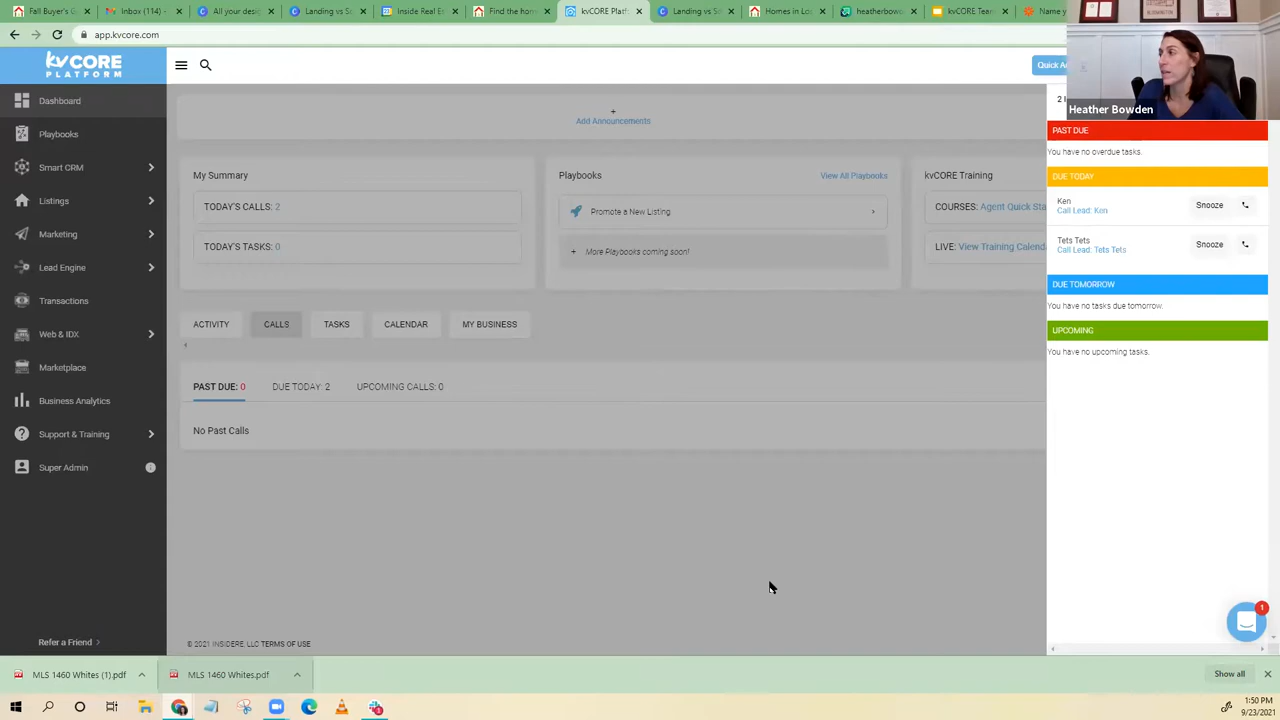 Fall Buyer's Gu
Inbox (114) -
All your desi
Landing vs S
Inside Real E
Find the hom
kvCORE Platf
Landing vs S
Homes in Lo
heatherbow
kvCORE Team
Name y
app.kvcore.com
kvCORE
PLATFORM
Dashboard
Playbooks
Smart CRM
Listings
Marketing
Lead Engine
Transactions
Web & IDX
Marketplace
Business Analytics
Support & Training
Super Admin
Refer a Friend >
Quick A
+
Add Announcements
My Summary
TODAY'S CALLS: 2
TODAY'S TASKS: 0
Playbooks
View All Playbooks
Promote a New Listing
+ More Playbooks coming soon!
kvCORE Training
COURSES: Agent Quick Sta
LIVE: View Training Calenda
ACTIVITY
CALLS
TASKS
CALENDAR
MY BUSINESS
PAST DUE: 0
DUE TODAY: 2
UPCOMING CALLS: 0
No Past Calls
© 2021 INSIDERE, LLC TERMS OF USE
Heather Bowden
PAST DUE
You have no overdue tasks.
DUE TODAY
Ken
Call Lead: Ken
Snooze
Tets Tets
Call Lead: Tets Tets
Snooze
DUE TOMORROW
You have no tasks due tomorrow.
UPCOMING
You have no upcoming tasks.
1
MLS 1460 Whites (1).pdf
MLS 1460 Whites.pdf
Show all
1:50 PM
9/23/2021